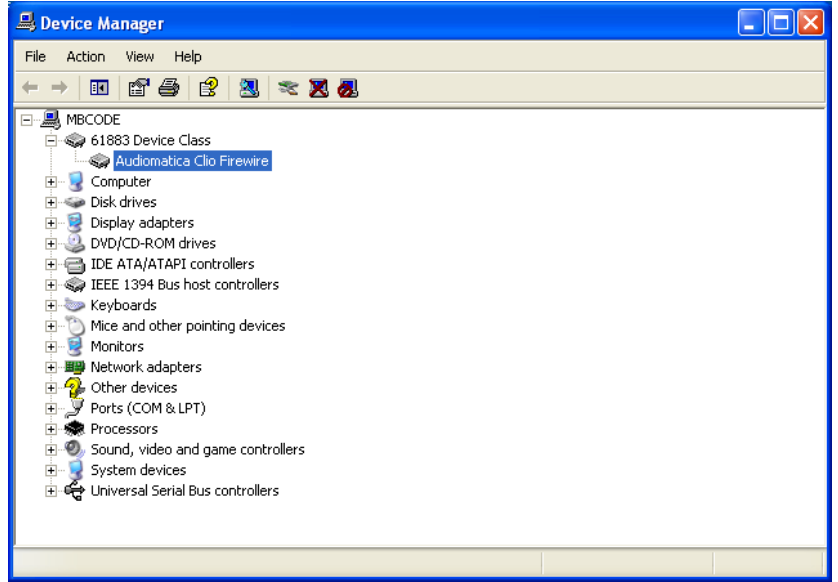 Device Manager
File Action View Help
MBCODE
61883 Device Class
Audiomatica Clio Firewire
Computer
Disk drives
Display adapters
DVD/CD-ROM drives
IDE ATA/ATAPI controllers
IEEE 1394 Bus host controllers
Keyboards
Mice and other pointing devices
Monitors
Network adapters
Other devices
Ports (COM & LPT)
Processors
Sound, video and game controllers
System devices
Universal Serial Bus controllers